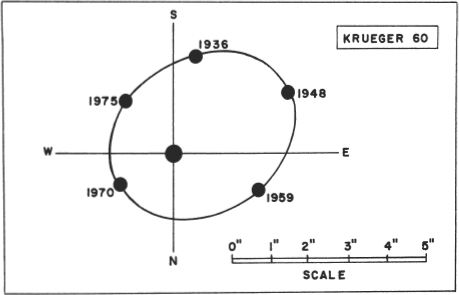 S
1936
KRUEGER 60
1948
1975
W
E
1970
1959
N
0" 1" 2" 3" 4" 5"
SCALE